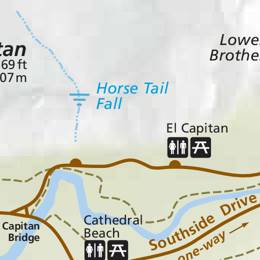 tan
69 ft
07 m
Lowe
Brothe
Horse Tail
Fall
El Capitan
Capitan
Bridge
Cathedral
Beach
Southside Drive
one-way